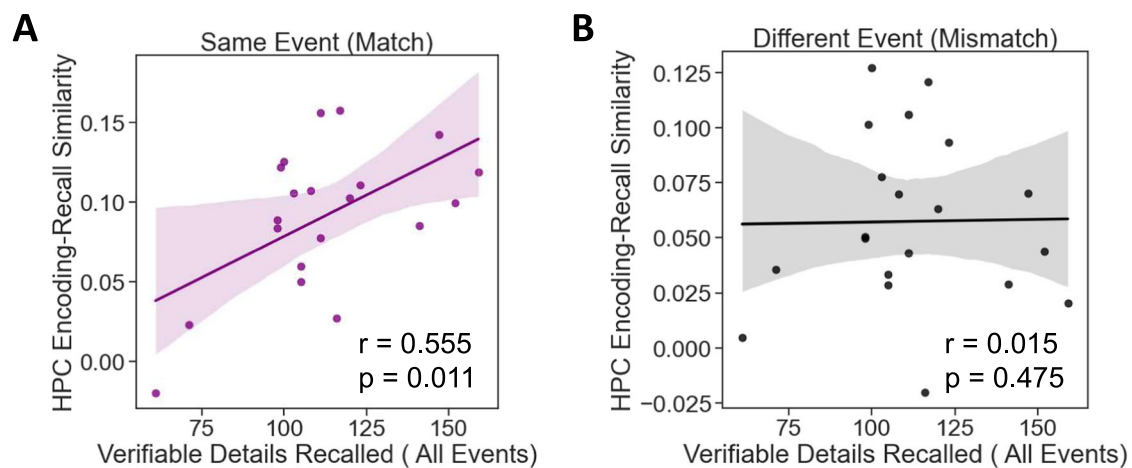 A
Same Event (Match)
HPC Encoding-Recall Similarity
0.15
0.10
0.05
0.00
r = 0.555
p = 0.011
75
100
125
150
Verifiable Details Recalled ( All Events)
B
Different Event (Mismatch)
HPC Encoding-Recall Similarity
0.125
0.100
0.075
0.050
0.025
0.000
−0.025
r = 0.015
p = 0.475
75
100
125
150
Verifiable Details Recalled ( All Events)